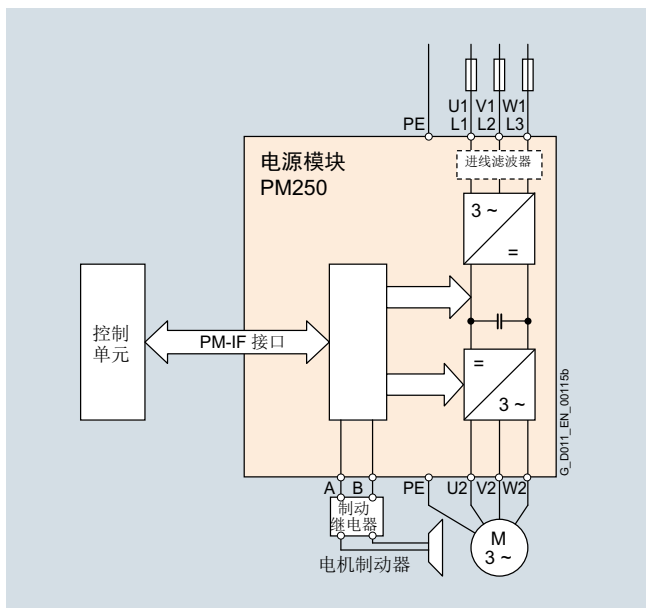 U1 V1 W1
PE L1 L2 L3
电源模块
PM250
进线滤波器
3 ~
=
控制
单元
PM-IF 接口
=
3 ~
G_D011_EN_00115b
A B PE U2 V2 W2
制动
继电器
M
3 ~
电机制动器